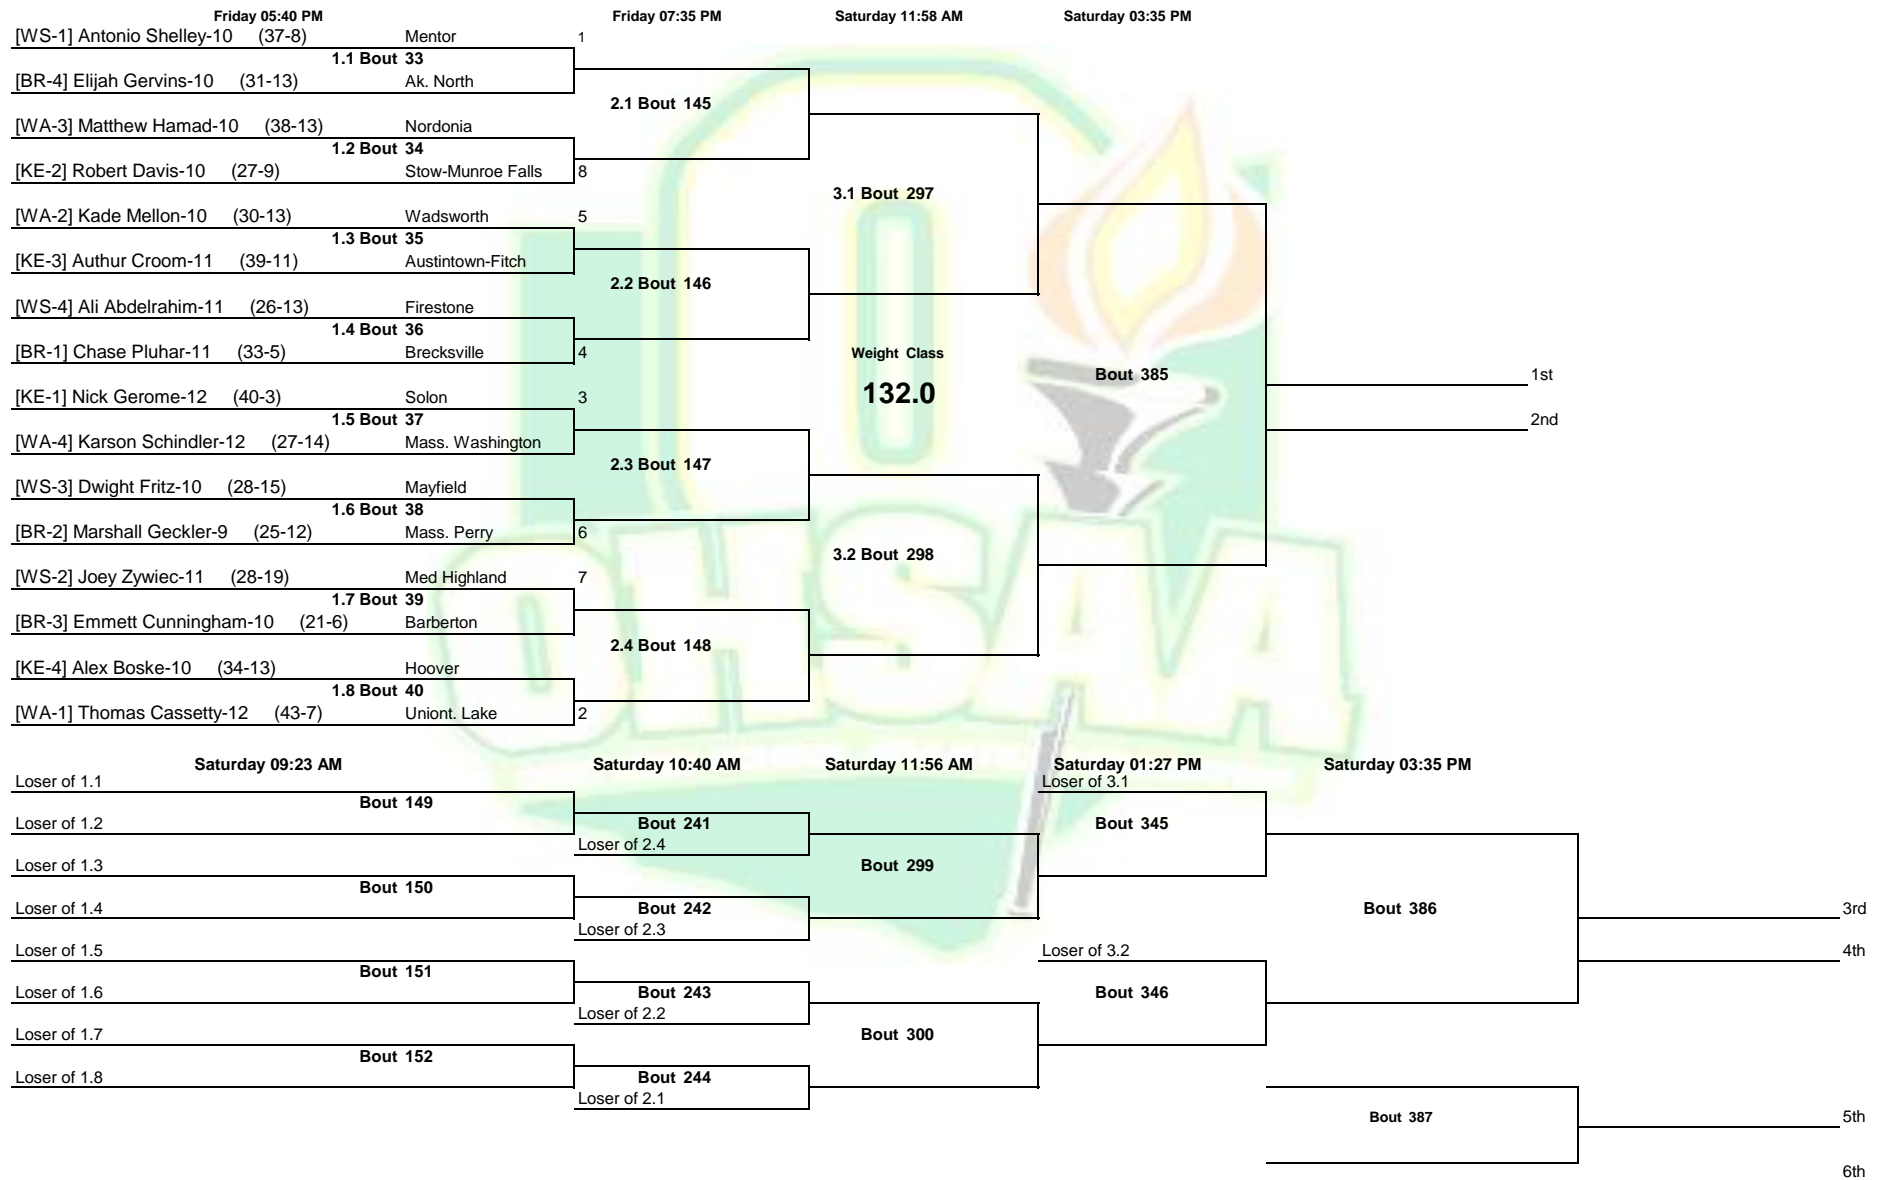 Friday 05:40 PM Friday 07:35 PM Saturday 11:58 AM Saturday 03:35 PM
[WS-1] Antonio Shelley-10 (37-8) Mentor 1
1.1 Bout 33
[BR-4] Elijah Gervins-10 (31-13) Ak. North
2.1 Bout 145
[WA-3] Matthew Hamad-10 (38-13) Nordonia
1.2 Bout 34
[KE-2] Robert Davis-10 (27-9) Stow-Munroe Falls 8
3.1 Bout 297
[WA-2] Kade Mellon-10 (30-13) Wadsworth 5
1.3 Bout 35
[KE-3] Authur Croom-11 (39-11) Austintown-Fitch
2.2 Bout 146
[WS-4] Ali Abdelrahim-11 (26-13) Firestone
1.4 Bout 36
[BR-1] Chase Pluhar-11 (33-5) Brecksville 4
Weight Class
Bout 385
1st
132.0
[KE-1] Nick Gerome-12 (40-3) Solon 3
1.5 Bout 37
2nd
[WA-4] Karson Schindler-12 (27-14) Mass. Washington
2.3 Bout 147
[WS-3] Dwight Fritz-10 (28-15) Mayfield
1.6 Bout 38
[BR-2] Marshall Geckler-9 (25-12) Mass. Perry 6
3.2 Bout 298
[WS-2] Joey Zywiec-11 (28-19) Med Highland 7
1.7 Bout 39
[BR-3] Emmett Cunningham-10 (21-6) Barberton
2.4 Bout 148
[KE-4] Alex Boske-10 (34-13) Hoover
1.8 Bout 40
[WA-1] Thomas Cassetty-12 (43-7) Uniont. Lake 2
OHSAA
Saturday 09:23 AM Saturday 10:40 AM Saturday 11:56 AM Saturday 01:27 PM Saturday 03:35 PM
Loser of 1.1 Loser of 3.1
Bout 149
Loser of 1.2 Bout 241 Bout 345
Loser of 2.4
Loser of 1.3 Bout 299
Bout 150
Loser of 1.4 Bout 242 Bout 386 3rd
Loser of 2.3
Loser of 1.5 Loser of 3.2 4th
Bout 151
Loser of 1.6 Bout 243 Bout 346
Loser of 2.2
Loser of 1.7 Bout 300
Bout 152
Loser of 1.8 Bout 244
Loser of 2.1
Bout 387 5th
6th